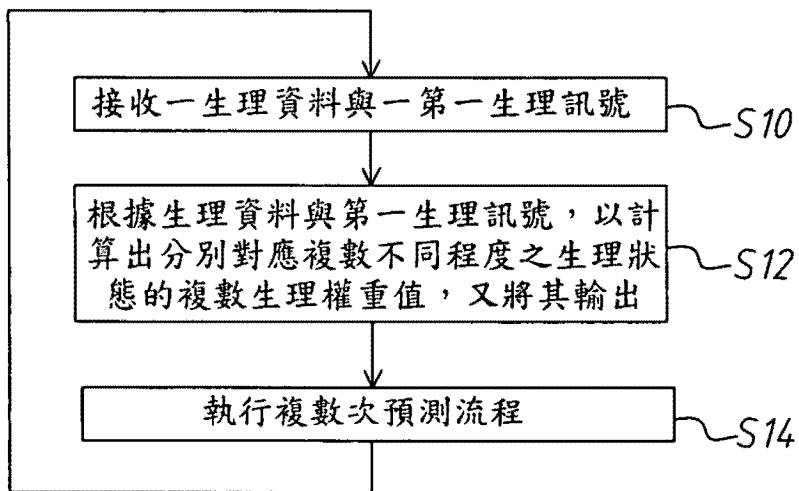 接收一生理資料與一第一生理訊號
S10
根據生理資料與第一生理訊號，以計
算出分別對應複數不同程度之生理狀
態的複數生理權重值，又將其輸出
S12
執行複數次預測流程
S14